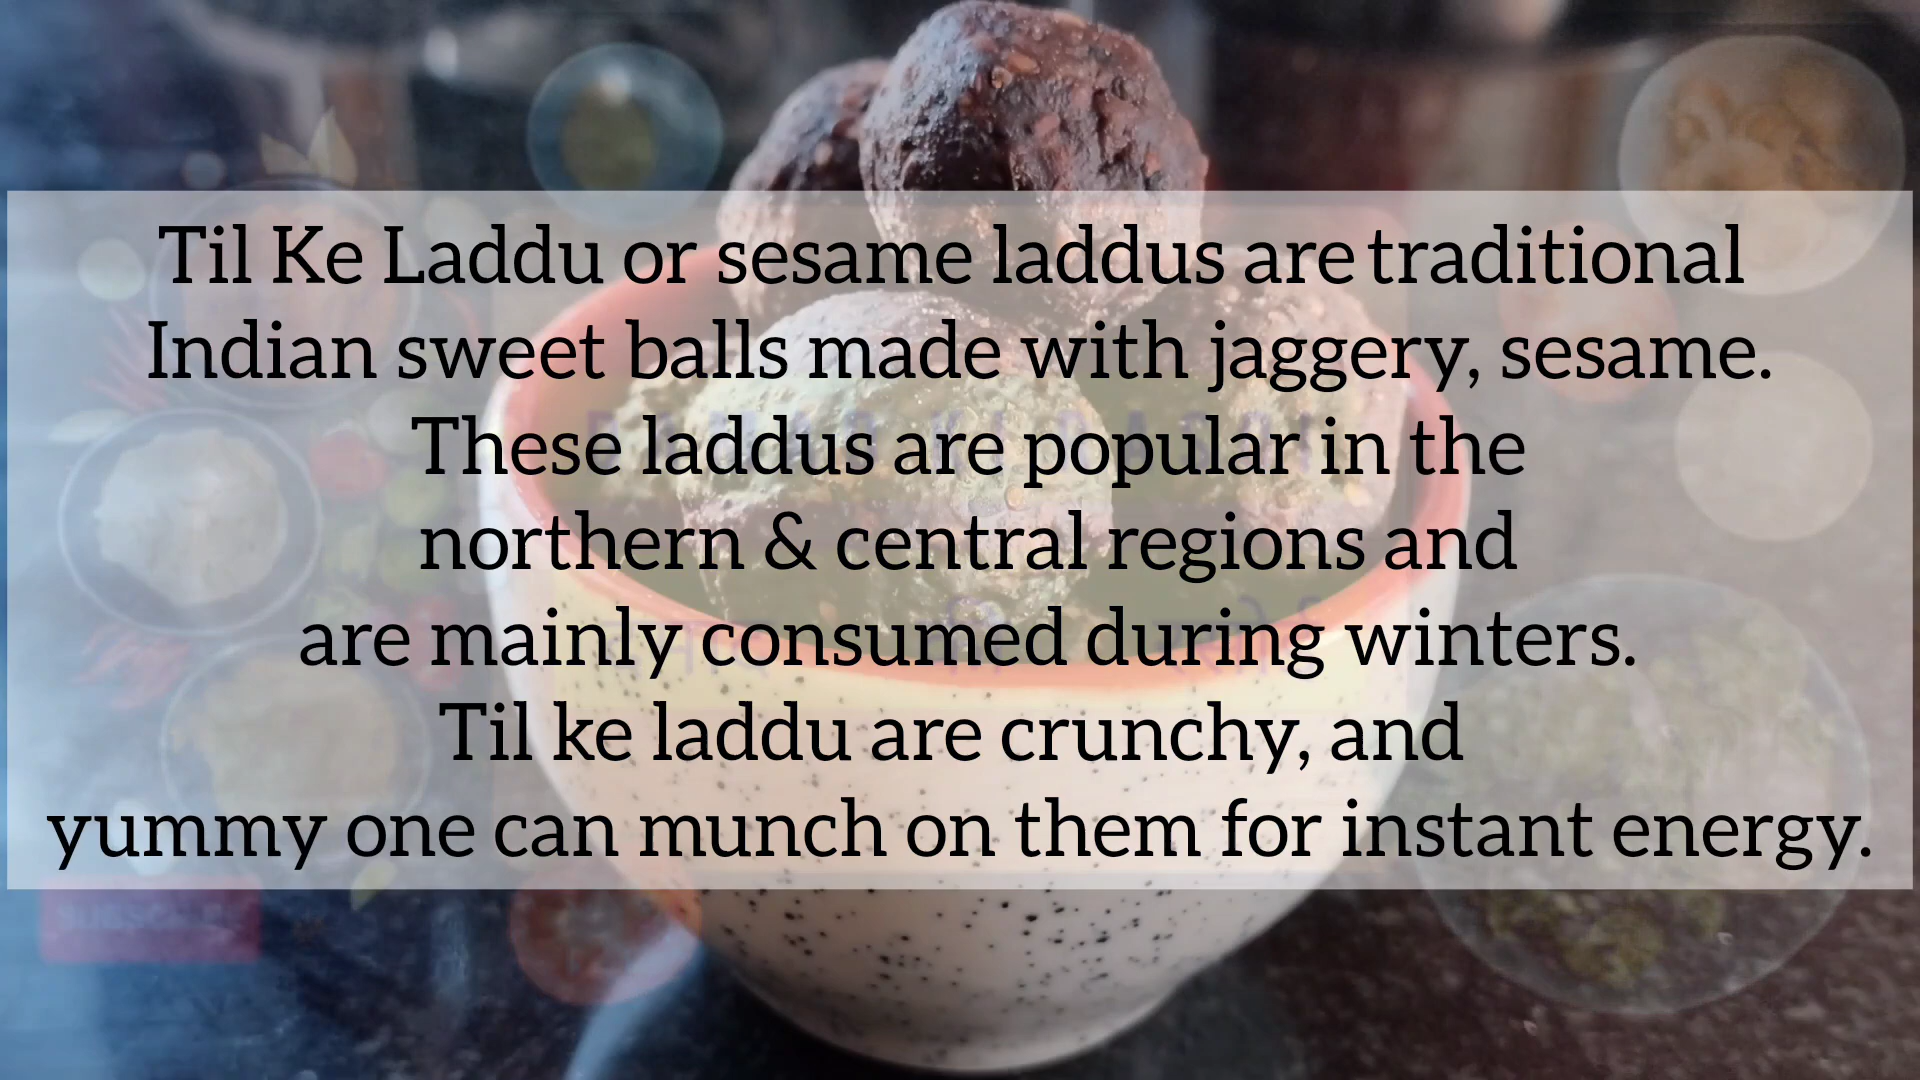 Til Ke Laddu or sesame laddus are traditional
Indian sweet balls made with jaggery, sesame.
These laddus are popular in the
northern & central regions and
are mainly consumed during winters.
Til ke laddu are crunchy, and
yummy one can munch on them for instant energy.
SUBSCRIBE